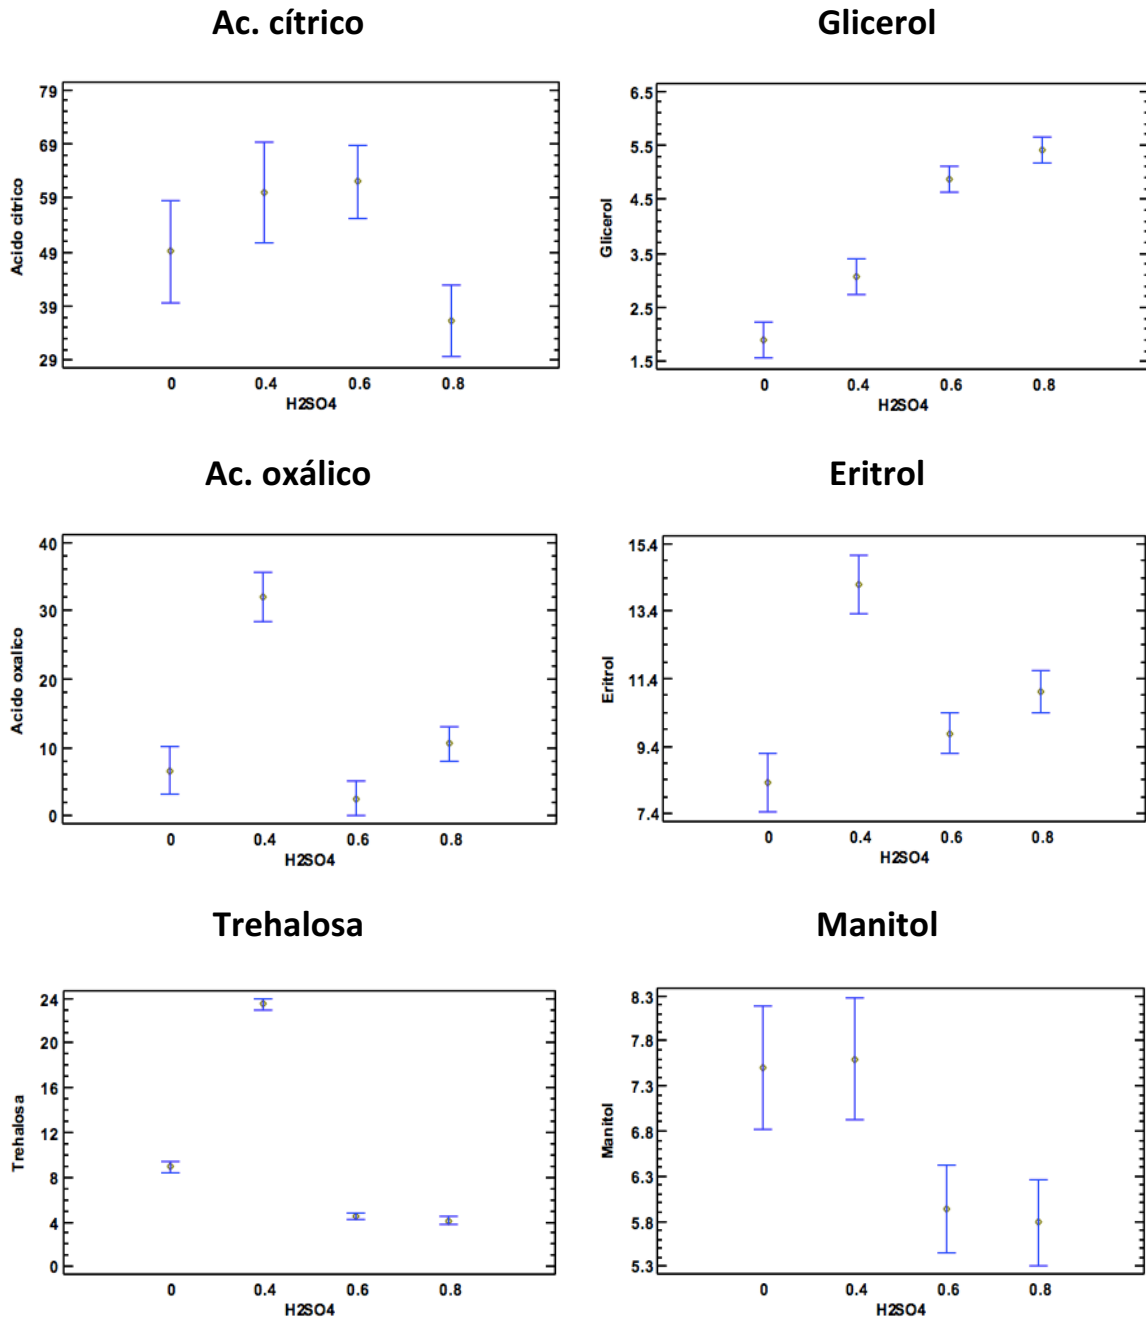 Ac. cítrico
79
69
59
49
39
29
Acido citrico
0 0.4 0.6 0.8
H2SO4
Glicerol
6.5
5.5
4.5
3.5
2.5
1.5
Glicerol
0 0.4 0.6 0.8
H2SO4
Ac. oxálico
40
30
20
10
0
Acido oxalico
0 0.4 0.6 0.8
H2SO4
Eritrol
15.4
13.4
11.4
9.4
7.4
Eritrol
0 0.4 0.6 0.8
H2SO4
Trehalosa
24
20
16
12
8
4
0
Trehalosa
0 0.4 0.6 0.8
H2SO4
Manitol
8.3
7.8
7.3
6.8
6.3
5.8
5.3
Manitol
0 0.4 0.6 0.8
H2SO4